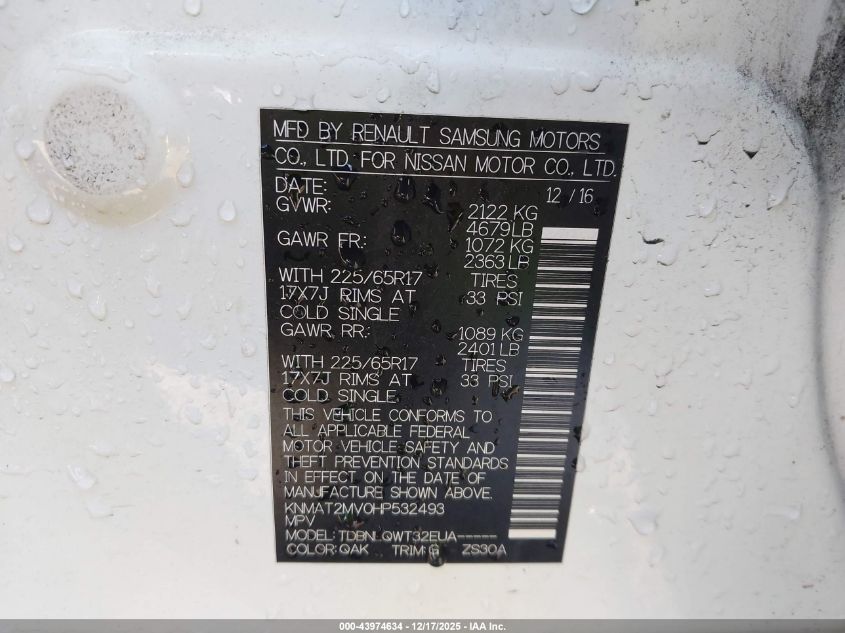 MFD BY RENAULT SAMSUNG MOTORS
CO., LTD. FOR NISSAN MOTOR CO., LTD.
DATE: 12 / 16
GVWR: 2122 KG
4679LB
GAWR FR: 1072 KG
2363LB
WITH 225/65R17 TIRES
17X7J RIMS AT 33 PSI
COLD SINGLE
GAWR RR: 1089 KG
2401LB
WITH 225/65R17 TIRES
17X7J RIMS AT 33 PSI
COLD SINGLE
THIS VEHICLE CONFORMS TO
ALL APPLICABLE FEDERAL
MOTOR VEHICLE SAFETY AND
THEFT PREVENTION STANDARDS
IN EFFECT ON THE DATE OF
MANUFACTURE SHOWN ABOVE.
KNMAT2MV0HP532493
MPV
MODEL: TDBNLQWT32EUA-----
COLOR: QAK TRIM: G ZS30A
000-43974634 - 12/17/2025 - IAA Inc.